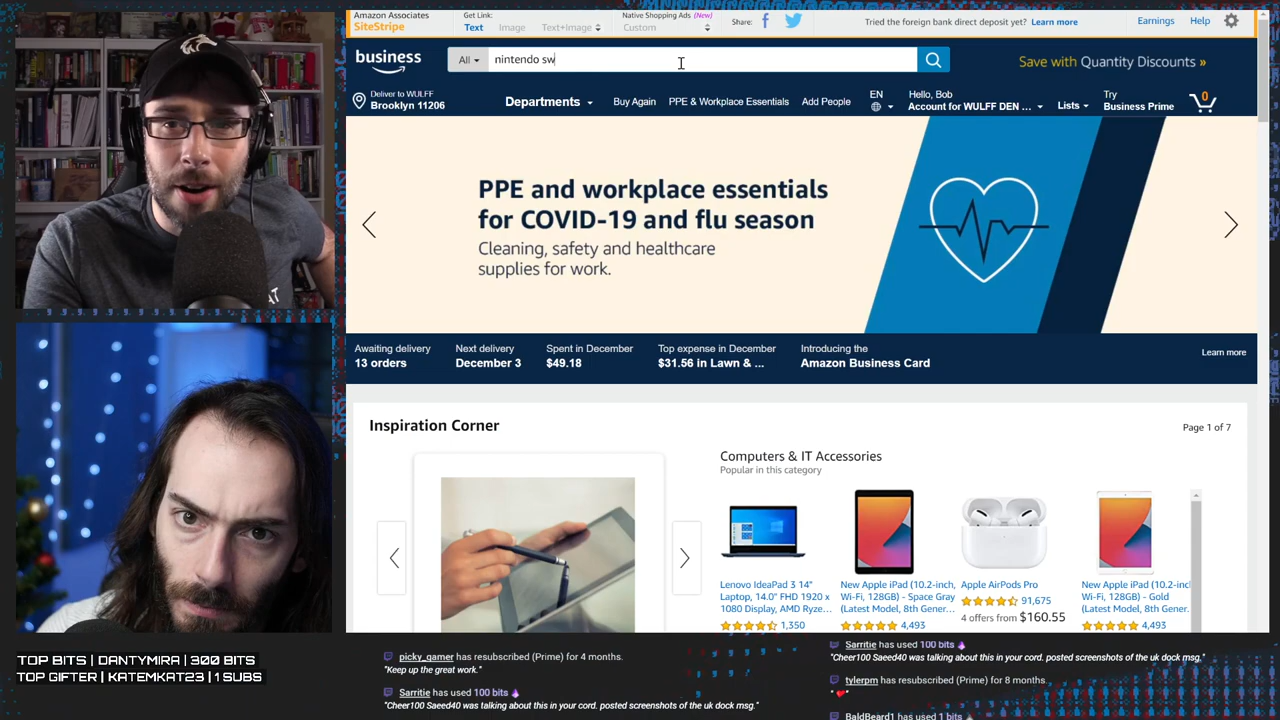 Amazon Associates
SiteStripe
Get Link:
Text Image Text+Image
Native Shopping Ads (New)
Custom
Share:
Tried the foreign bank direct deposit yet? Learn more
Earnings Help
business
All
nintendo sw
Save with Quantity Discounts »
Deliver to WULFF
Brooklyn 11206
Departments
Buy Again
PPE & Workplace Essentials
Add People
EN
Hello, Bob
Account for WULFF DEN ...
Lists
Try
Business Prime
0
PPE and workplace essentials
for COVID-19 and flu season
Cleaning, safety and healthcare
supplies for work.
Awaiting delivery
13 orders
Next delivery
December 3
Spent in December
$49.18
Top expense in December
$31.56 in Lawn & ...
Introducing the
Amazon Business Card
Learn more
Inspiration Corner
Page 1 of 7
Computers & IT Accessories
Popular in this category
Lenovo IdeaPad 3 14"
Laptop, 14.0" FHD 1920 x
1080 Display, AMD Ryze...
1,350
New Apple iPad (10.2-inch,
Wi-Fi, 128GB) - Space Gray
(Latest Model, 8th Gener...
4,493
Apple AirPods Pro
91,675
4 offers from $160.55
New Apple iPad (10.2-incl
Wi-Fi, 128GB) - Gold
(Latest Model, 8th Gener.
4,493
TOP BITS | DANTYMIRA | 300 BITS
TOP GIFTER | KATEMKAT23 | 1 SUBS
picky_gamer has resubscribed (Prime) for 4 months.
"Keep up the great work."
Sarritie has used 100 bits
"Cheer100 Saeed40 was talking about this in your cord. posted screenshots of the uk dock msg."
Sarritie has used 100 bits
"Cheer100 Saeed40 was talking about this in your cord. posted screenshots of the uk dock msg."
tylerpm has resubscribed (Prime) for 8 months.
BaldBeard1 has used 1 bits